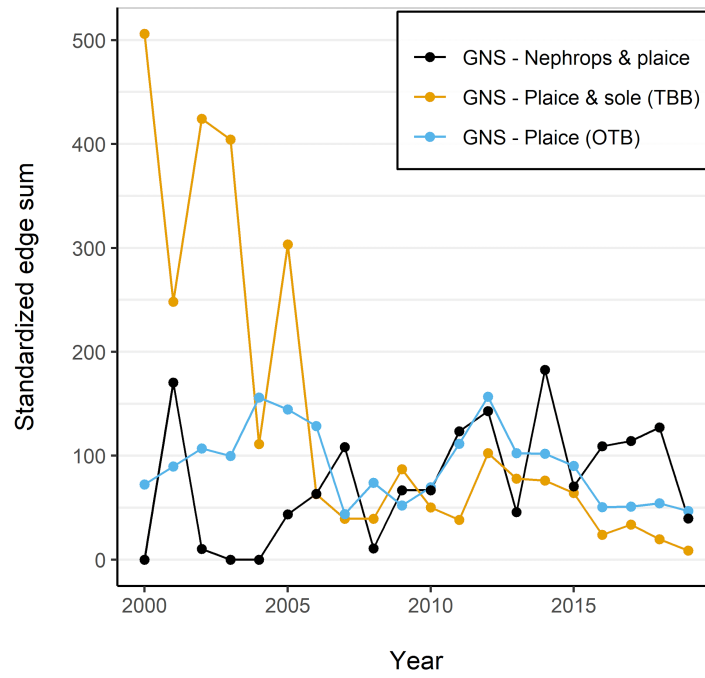 GNS - Nephrops & plaice
GNS - Plaice & sole (TBB)
GNS - Plaice (OTB)
Standardized edge sum
500
400
300
200
100
0
2000
2005
2010
2015
Year